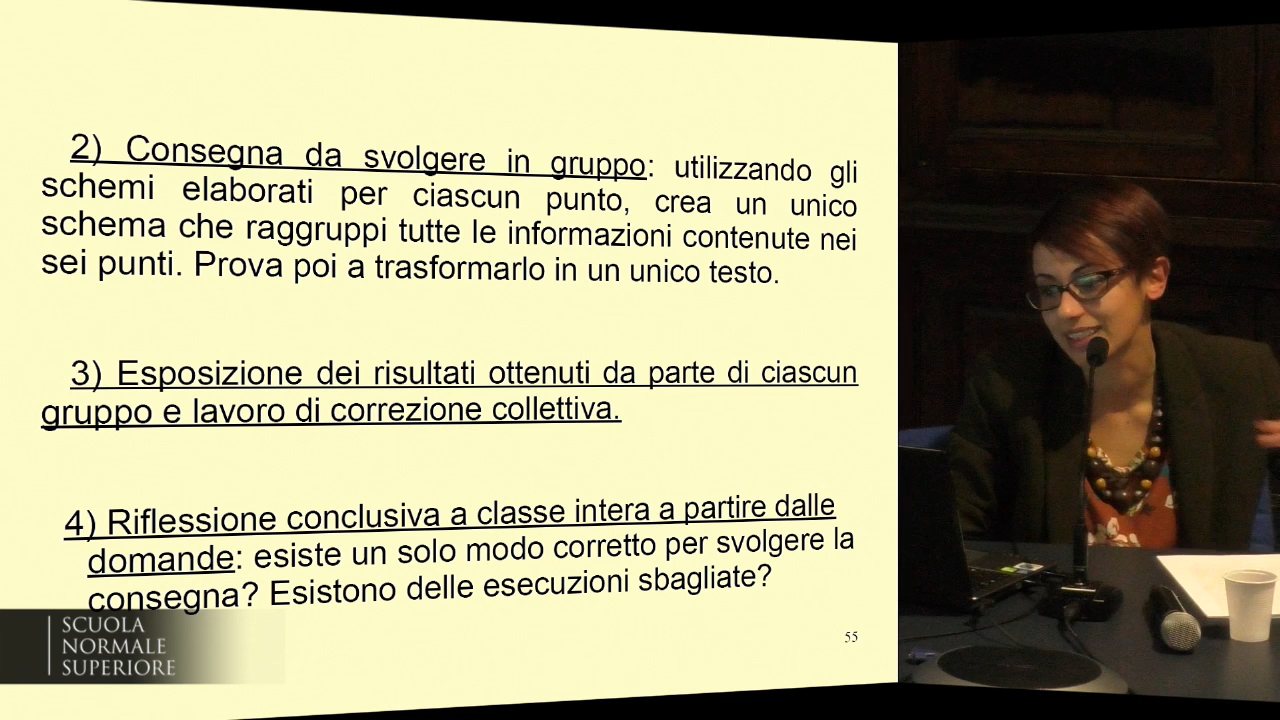 2) Consegna da svolgere in gruppo: utilizzando gli
schemi elaborati per ciascun punto, crea un unico
schema che raggruppi tutte le informazioni contenute nei
sei punti. Prova poi a trasformarlo in un unico testo.
3) Esposizione dei risultati ottenuti da parte di ciascun
gruppo e lavoro di correzione collettiva.
4) Riflessione conclusiva a classe intera a partire dalle
domande: esiste un solo modo corretto per svolgere la
consegna? Esistono delle esecuzioni sbagliate?
55
SCUOLA
NORMALE
SUPERIORE